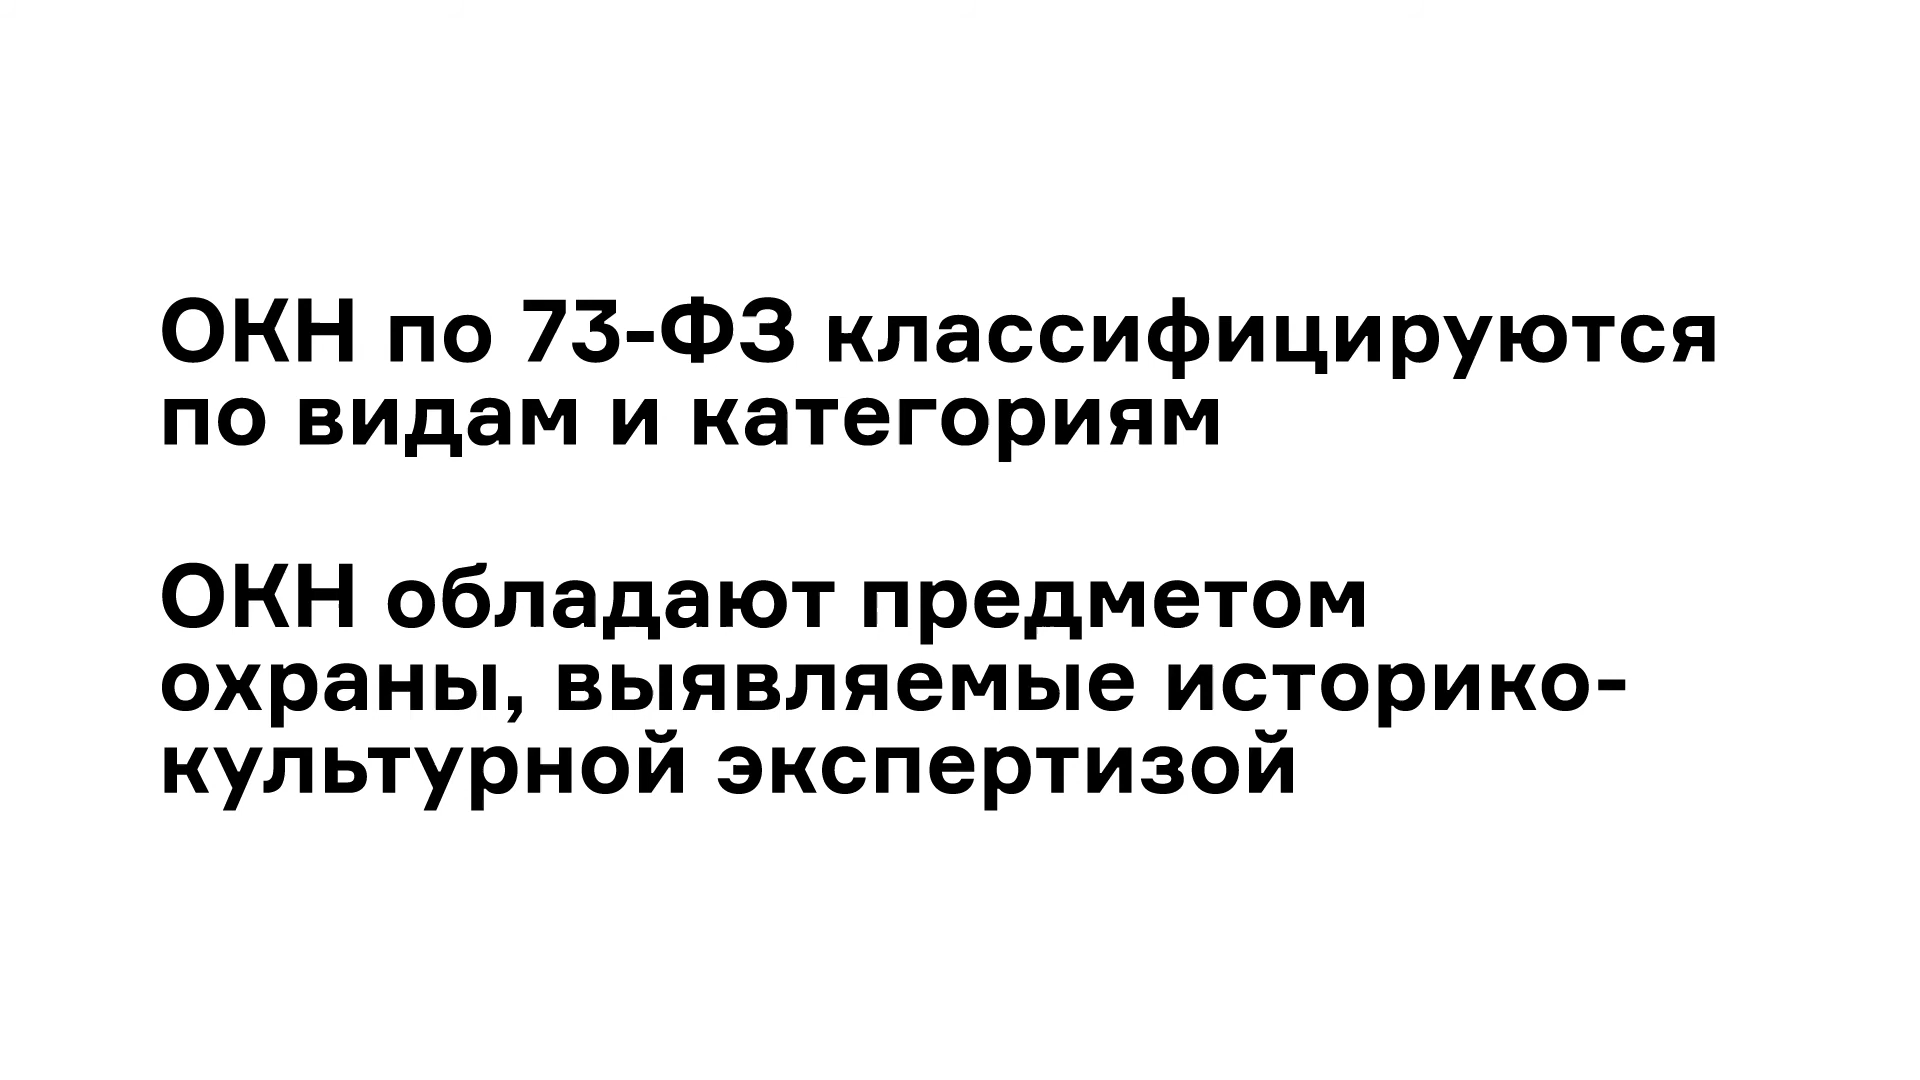 ОКН по 73-ФЗ классифицируются
по видам и категориям
ОКН обладают предметом
охраны, выявляемые историко-
культурной экспертизой